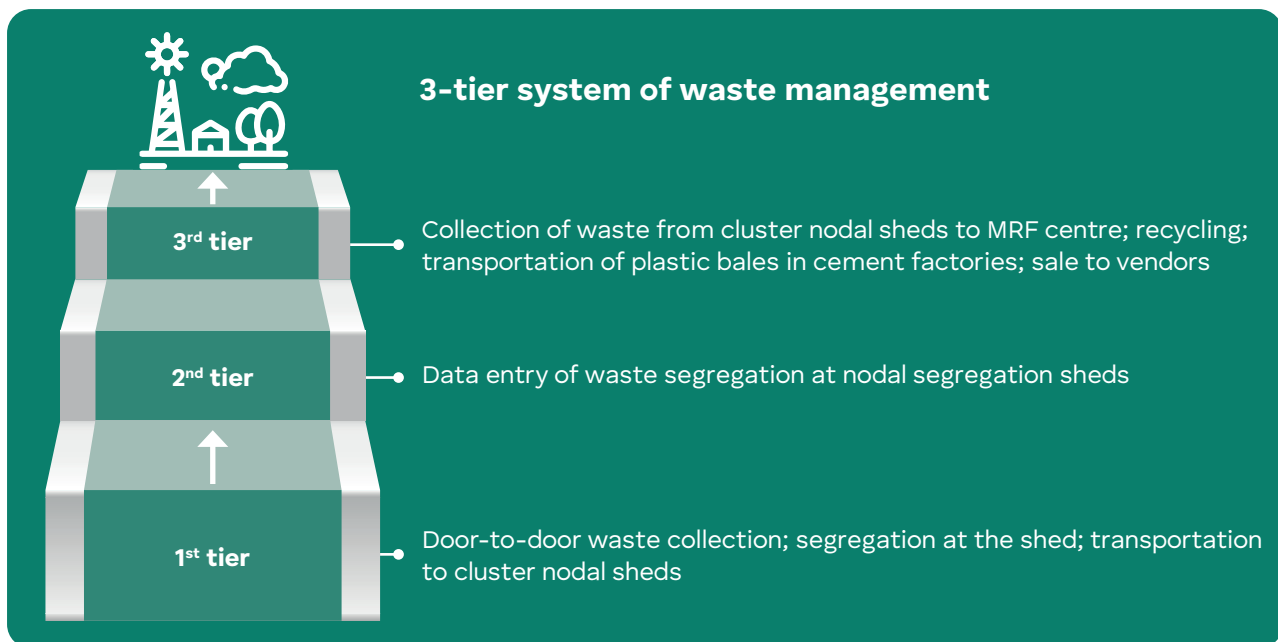 3-tier system of waste management
3rd tier
Collection of waste from cluster nodal sheds to MRF centre; recycling;
transportation of plastic bales in cement factories; sale to vendors
2nd tier
Data entry of waste segregation at nodal segregation sheds
1st tier
Door-to-door waste collection; segregation at the shed; transportation
to cluster nodal sheds